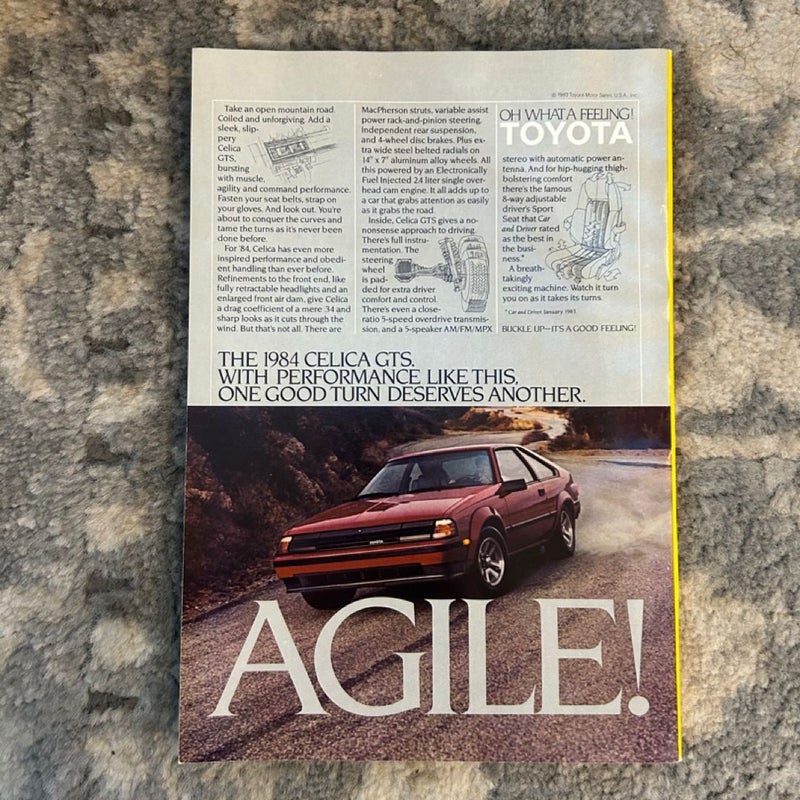 © 1983 Toyota Motor Sales, U.S.A., Inc.
Take an open mountain road.
Coiled and unforgiving. Add a
sleek, slip-
pery
Celica
GTS,
bursting
with muscle,
agility and command performance.
Fasten your seat belts, strap on
your gloves. And look out. You're
about to conquer the curves and
tame the turns as it's never been
done before.
For '84, Celica has even more
inspired performance and obedi-
ent handling than ever before.
Refinements to the front end, like
fully retractable headlights and an
enlarged front air dam, give Celica
a drag coefficient of a mere .34 and
sharp looks as it cuts through the
wind. But that's not all. There are
MacPherson struts, variable assist
power rack-and-pinion steering,
independent rear suspension,
and 4-wheel disc brakes. Plus ex-
tra wide steel belted radials on
14" x 7" aluminum alloy wheels. All
this powered by an Electronically
Fuel Injected 2.4 liter single over-
head cam engine. It all adds up to
a car that grabs attention as easily
as it grabs the road.
Inside, Celica GTS gives a no-
nonsense approach to driving.
There's full instru-
mentation. The
steering
wheel
is pad-
ded for extra driver
comfort and control.
There's even a close-
ratio 5-speed overdrive transmis-
sion, and a 5-speaker AM/FM/MPX
OH WHAT A FEELING!
TOYOTA
stereo with automatic power an-
tenna. And for hip-hugging thigh-
bolstering comfort
there's the famous
8-way adjustable
driver's Sport
Seat that Car
and Driver rated
as the best in
the busi-
ness.*
A breath-
takingly
exciting machine. Watch it turn
you on as it takes its turns.
* Car and Driver, January 1983.
BUCKLE UP—IT'S A GOOD FEELING!
THE 1984 CELICA GTS.
WITH PERFORMANCE LIKE THIS,
ONE GOOD TURN DESERVES ANOTHER.
TOYOTA
AGILE!